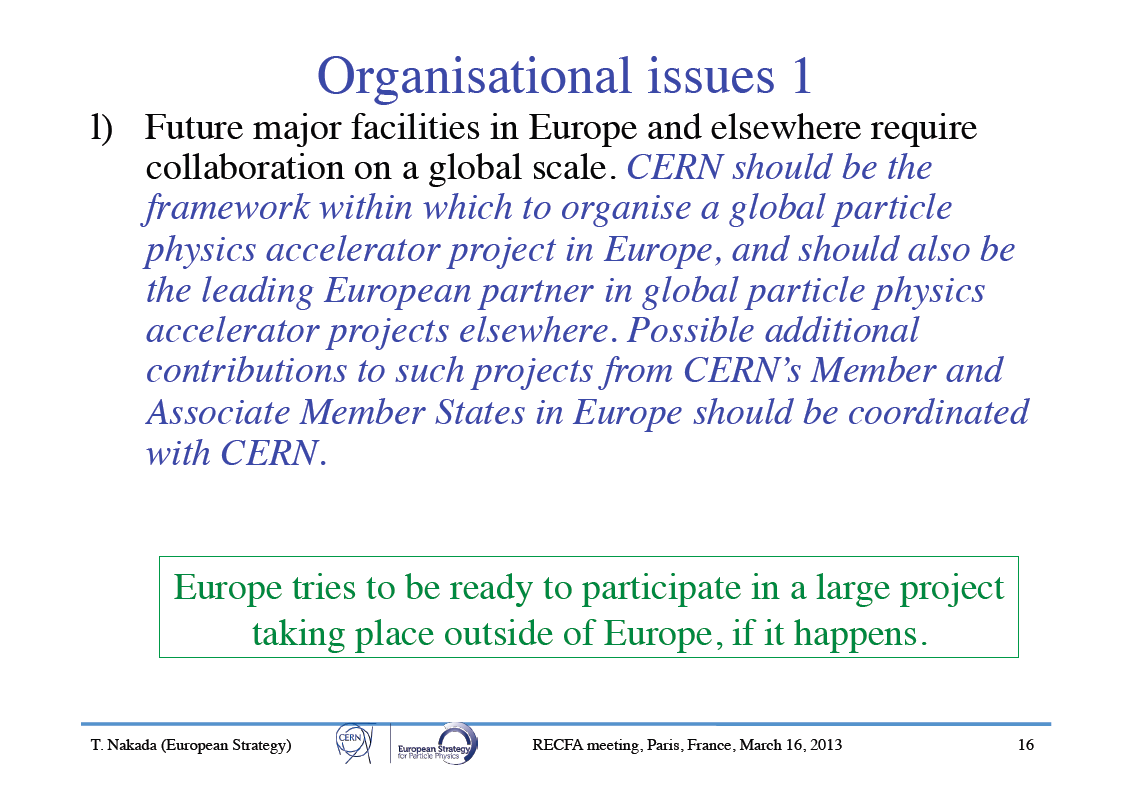 Organisational issues 1
l) Future major facilities in Europe and elsewhere require
collaboration on a global scale. CERN should be the
framework within which to organise a global particle
physics accelerator project in Europe, and should also be
the leading European partner in global particle physics
accelerator projects elsewhere. Possible additional
contributions to such projects from CERN’s Member and
Associate Member States in Europe should be coordinated
with CERN.
Europe tries to be ready to participate in a large project
taking place outside of Europe, if it happens.
T. Nakada (European Strategy)
CERN
European Strategy
for Particle Physics
RECFA meeting, Paris, France, March 16, 2013
16